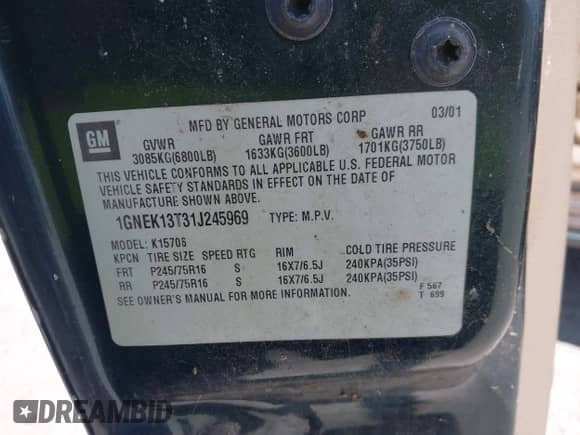 GM
MFD BY GENERAL MOTORS CORP 03/01
GVWR GAWR FRT GAWR RR
3085KG(6800LB) 1633KG(3600LB) 1701KG(3750LB)
THIS VEHICLE CONFORMS TO ALL APPLICABLE U.S. FEDERAL MOTOR
VEHICLE SAFETY STANDARDS IN EFFECT ON THE DATE OF
MANUFACTURE SHOWN ABOVE.
1GNEK13T31J245969 TYPE: M.P.V.
MODEL: K15706
KPCN TIRE SIZE SPEED RTG RIM COLD TIRE PRESSURE
FRT P245/75R16 S 16X7/6.5J 240KPA(35PSI)
RR P245/75R16 S 16X7/6.5J 240KPA(35PSI)
SEE OWNER'S MANUAL FOR MORE INFORMATION.
F 567
T 699
DREAMBID